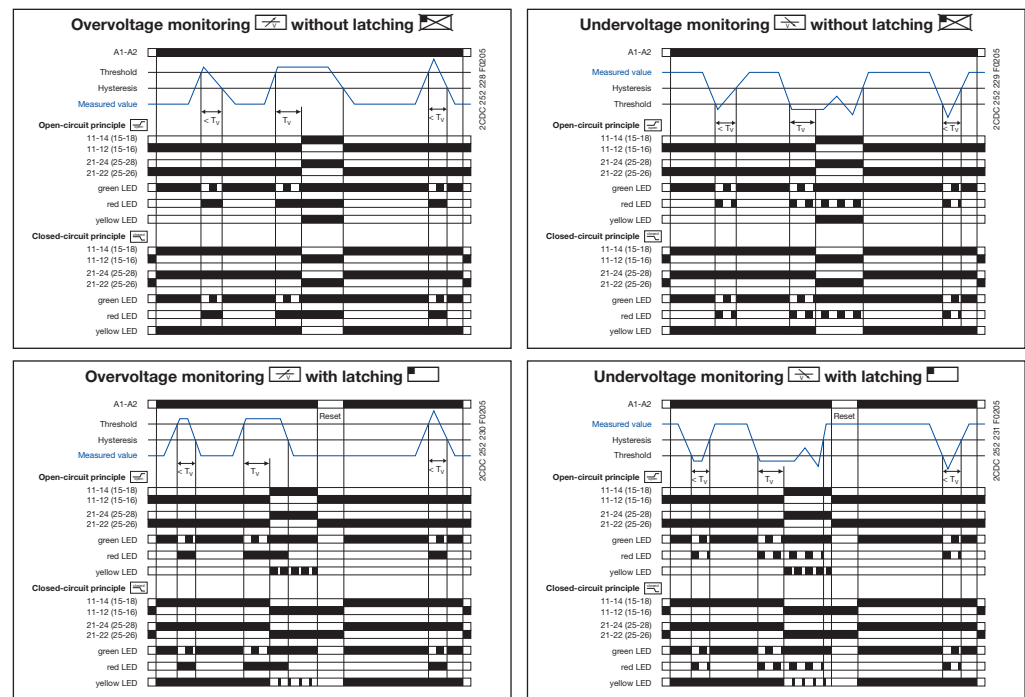 Overvoltage monitoring V without latching
A1-A2
Threshold
Hysteresis
Measured value
< Tv
Tv
< Tv
Open-circuit principle
11-14 (15-18)
11-12 (15-16)
21-24 (25-28)
21-22 (25-26)
green LED
red LED
yellow LED
Closed-circuit principle
11-14 (15-18)
11-12 (15-16)
21-24 (25-28)
21-22 (25-26)
green LED
red LED
yellow LED
2CDC 252 228 F0205
Undervoltage monitoring V without latching
A1-A2
Measured value
Hysteresis
Threshold
< Tv
Tv
< Tv
Open-circuit principle
11-14 (15-18)
11-12 (15-16)
21-24 (25-28)
21-22 (25-26)
green LED
red LED
yellow LED
Closed-circuit principle
11-14 (15-18)
11-12 (15-16)
21-24 (25-28)
21-22 (25-26)
green LED
red LED
yellow LED
2CDC 252 229 F0205
Overvoltage monitoring V with latching
A1-A2
Reset
Threshold
Hysteresis
Measured value
< Tv
Tv
< Tv
Open-circuit principle
11-14 (15-18)
11-12 (15-16)
21-24 (25-28)
21-22 (25-26)
green LED
red LED
yellow LED
Closed-circuit principle
11-14 (15-18)
11-12 (15-16)
21-24 (25-28)
21-22 (25-26)
green LED
red LED
yellow LED
2CDC 252 230 F0205
Undervoltage monitoring V with latching
A1-A2
Reset
Measured value
Hysteresis
Threshold
< Tv
Tv
< Tv
Open-circuit principle
11-14 (15-18)
11-12 (15-16)
21-24 (25-28)
21-22 (25-26)
green LED
red LED
yellow LED
Closed-circuit principle
11-14 (15-18)
11-12 (15-16)
21-24 (25-28)
21-22 (25-26)
green LED
red LED
yellow LED
2CDC 252 231 F0205